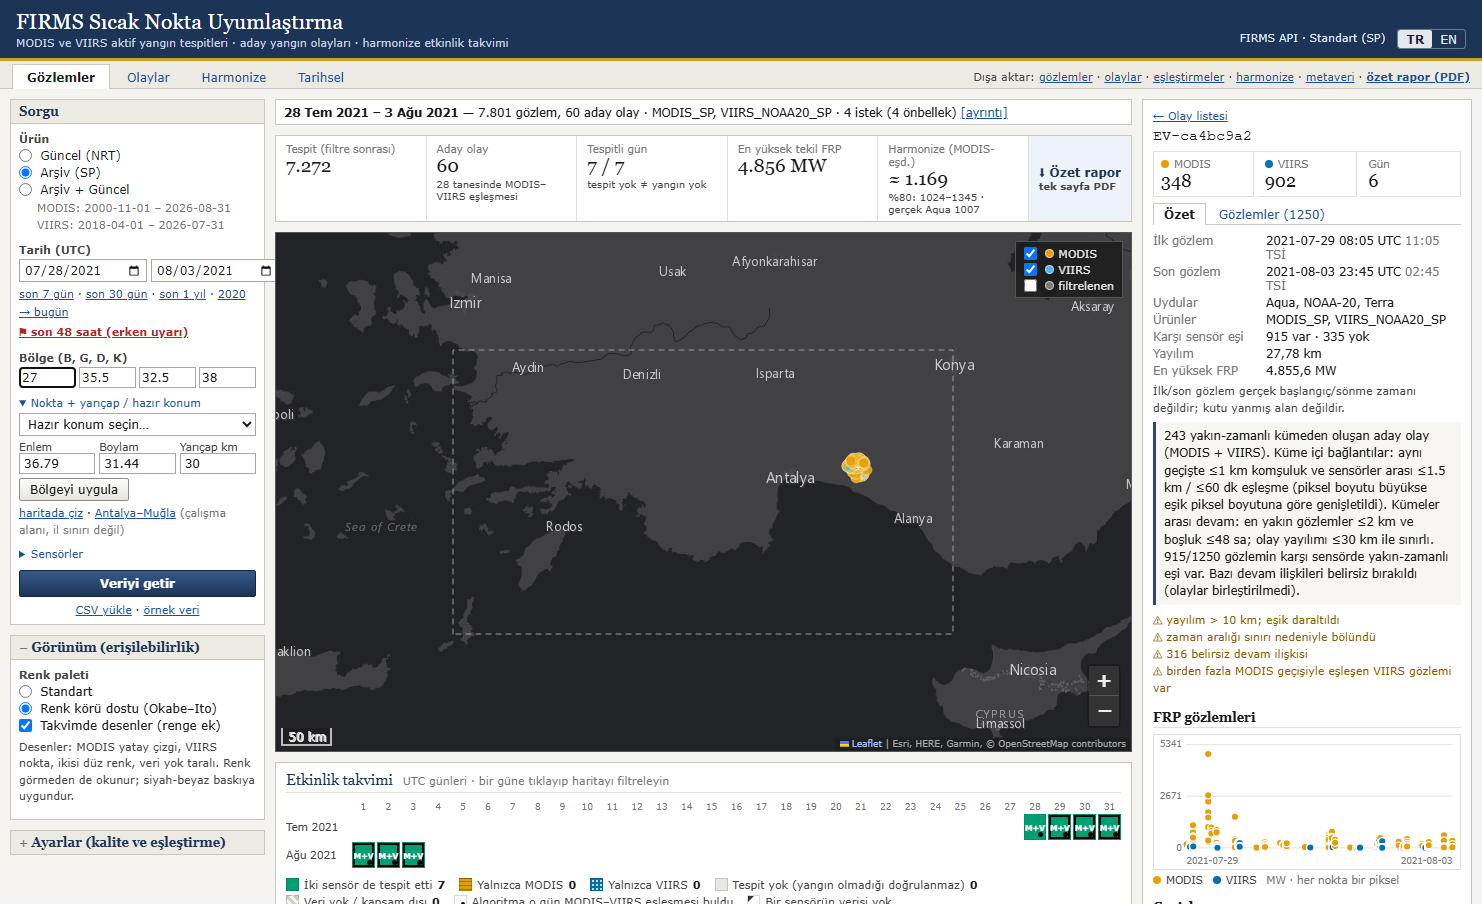 FIRMS Sıcak Nokta Uyumlaştırma
MODIS ve VIIRS aktif yangın tespitleri · aday yangın olayları · harmonize etkinlik takvimi
FIRMS API · Standart (SP)
TR EN
Gözlemler Olaylar Harmonize Tarihsel
Dışa aktar: gözlemler · olaylar · eşleştirmeler · harmonize · metaveri · özet rapor (PDF)
Sorgu
Ürün
Güncel (NRT)
Arşiv (SP)
Arşiv + Güncel
MODIS: 2000-11-01 – 2026-08-31
VIIRS: 2018-04-01 – 2026-07-31
Tarih (UTC)
07/28/2021 08/03/2021
son 7 gün · son 30 gün · son 1 yıl · 2020
→ bugün
⚑ son 48 saat (erken uyarı)
Bölge (B, G, D, K)
27 35.5 32.5 38
▾ Nokta + yarıçap / hazır konum
Hazır konum seçin...
Enlem Boylam Yarıçap km
36.79 31.44 30
Bölgeyi uygula
haritada çiz · Antalya–Muğla (çalışma
alanı, il sınırı değil)
▸ Sensörler
Veriyi getir
CSV yükle · örnek veri
− Görünüm (erişilebilirlik)
Renk paleti
Standart
Renk körü dostu (Okabe–Ito)
Takvimde desenler (renge ek)
Desenler: MODIS yatay çizgi, VIIRS
nokta, ikisi düz renk, veri yok taralı. Renk
görmeden de okunur; siyah-beyaz baskıya
uygundur.
+ Ayarlar (kalite ve eşleştirme)
28 Tem 2021 – 3 Ağu 2021 — 7.801 gözlem, 60 aday olay · MODIS_SP, VIIRS_NOAA20_SP · 4 istek (4 önbellek) [ayrıntı]
Tespit (filtre sonrası)
7.272
Aday olay
60
28 tanesinde MODIS–
VIIRS eşleşmesi
Tespitli gün
7 / 7
tespit yok ≠ yangın yok
En yüksek tekil FRP
4.856 MW
Harmonize (MODIS-
eşd.)
≈ 1.169
%80: 1024–1345 ·
gerçek Aqua 1007
⬇ Özet rapor
tek sayfa PDF
MODIS
VIIRS
filtrelenen
Manisa
Usak
Afyonkarahisar
Izmir
Aksaray
Aydin
Denizli
Isparta
Konya
poli
Karaman
Antalya
Sea of Crete
Rodos
Alanya
aklion
Nicosia
CYPRUS
Limassol
+
−
50 km
Leaflet | Esri, HERE, Garmin, © OpenStreetMap contributors
Etkinlik takvimi UTC günleri · bir güne tıklayıp haritayı filtreleyin
1 2 3 4 5 6 7 8 9 10 11 12 13 14 15 16 17 18 19 20 21 22 23 24 25 26 27 28 29 30 31
Tem 2021 M+V M+V M+V M+V
Ağu 2021 M+V M+V M+V
İki sensör de tespit etti 7 Yalnızca MODIS 0 Yalnızca VIIRS 0 Tespit yok (yangın olmadığı doğrulanmaz) 0
Veri yok / kapsam dışı 0 Algoritma o gün MODIS–VIIRS eşleşmesi buldu Bir sensörün verisi yok
← Olay listesi
EV-ca4bc9a2
MODIS
348
VIIRS
902
Gün
6
Özet Gözlemler (1250)
İlk gözlem 2021-07-29 08:05 UTC 11:05
TSİ
Son gözlem 2021-08-03 23:45 UTC 02:45
TSİ
Uydular Aqua, NOAA-20, Terra
Ürünler MODIS_SP, VIIRS_NOAA20_SP
Karşı sensör eşi 915 var · 335 yok
Yayılım 27,78 km
En yüksek FRP 4.855,6 MW
İlk/son gözlem gerçek başlangıç/sönme zamanı
değildir; kutu yanmış alan değildir.
243 yakın-zamanlı kümeden oluşan aday olay
(MODIS + VIIRS). Küme içi bağlantılar: aynı
geçişte ≤1 km komşuluk ve sensörler arası ≤1.5
km / ≤60 dk eşleşme (piksel boyutu büyükse
eşik piksel boyutuna göre genişletildi). Kümeler
arası devam: en yakın gözlemler ≤2 km ve
boşluk ≤48 sa; olay yayılımı ≤30 km ile sınırlı.
915/1250 gözlemin karşı sensörde yakın-zamanlı
eşi var. Bazı devam ilişkileri belirsiz bırakıldı
(olaylar birleştirilmedi).
⚠ yayılım > 10 km; eşik daraltıldı
⚠ zaman aralığı sınırı nedeniyle bölündü
⚠ 316 belirsiz devam ilişkisi
⚠ birden fazla MODIS geçişiyle eşleşen VIIRS gözlemi
var
FRP gözlemleri
5341
2671
0
2021-07-29 2021-08-03
MODIS VIIRS MW · her nokta bir piksel